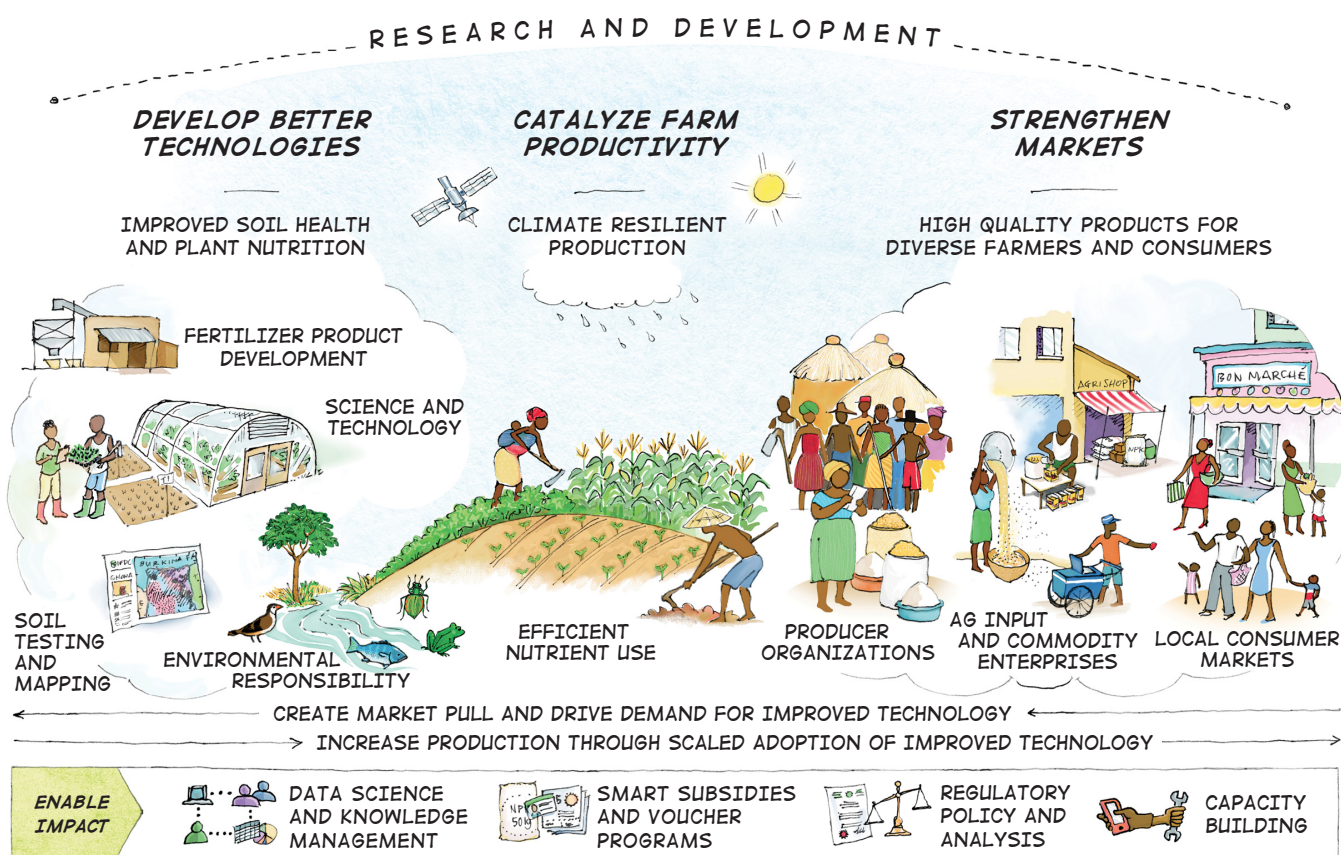 RESEARCH AND DEVELOPMENT
DEVELOP BETTER
TECHNOLOGIES
IMPROVED SOIL HEALTH
AND PLANT NUTRITION
FERTILIZER PRODUCT
DEVELOPMENT
SCIENCE AND
TECHNOLOGY
BURKINA
GHANA
SOIL
TESTING
AND
MAPPING
ENVIRONMENTAL
RESPONSIBILITY
CATALYZE FARM
PRODUCTIVITY
CLIMATE RESILIENT
PRODUCTION
EFFICIENT
NUTRIENT USE
STRENGTHEN
MARKETS
HIGH QUALITY PRODUCTS FOR
DIVERSE FARMERS AND CONSUMERS
AGRISHOP
NPK
BON MARCHÉ
PRODUCER
ORGANIZATIONS
AG INPUT
AND COMMODITY
ENTERPRISES
LOCAL CONSUMER
MARKETS
CREATE MARKET PULL AND DRIVE DEMAND FOR IMPROVED TECHNOLOGY
INCREASE PRODUCTION THROUGH SCALED ADOPTION OF IMPROVED TECHNOLOGY
ENABLE
IMPACT
DATA SCIENCE
AND KNOWLEDGE
MANAGEMENT
NP
50kg
5
SMART SUBSIDIES
AND VOUCHER
PROGRAMS
REGULATORY
POLICY AND
ANALYSIS
CAPACITY
BUILDING